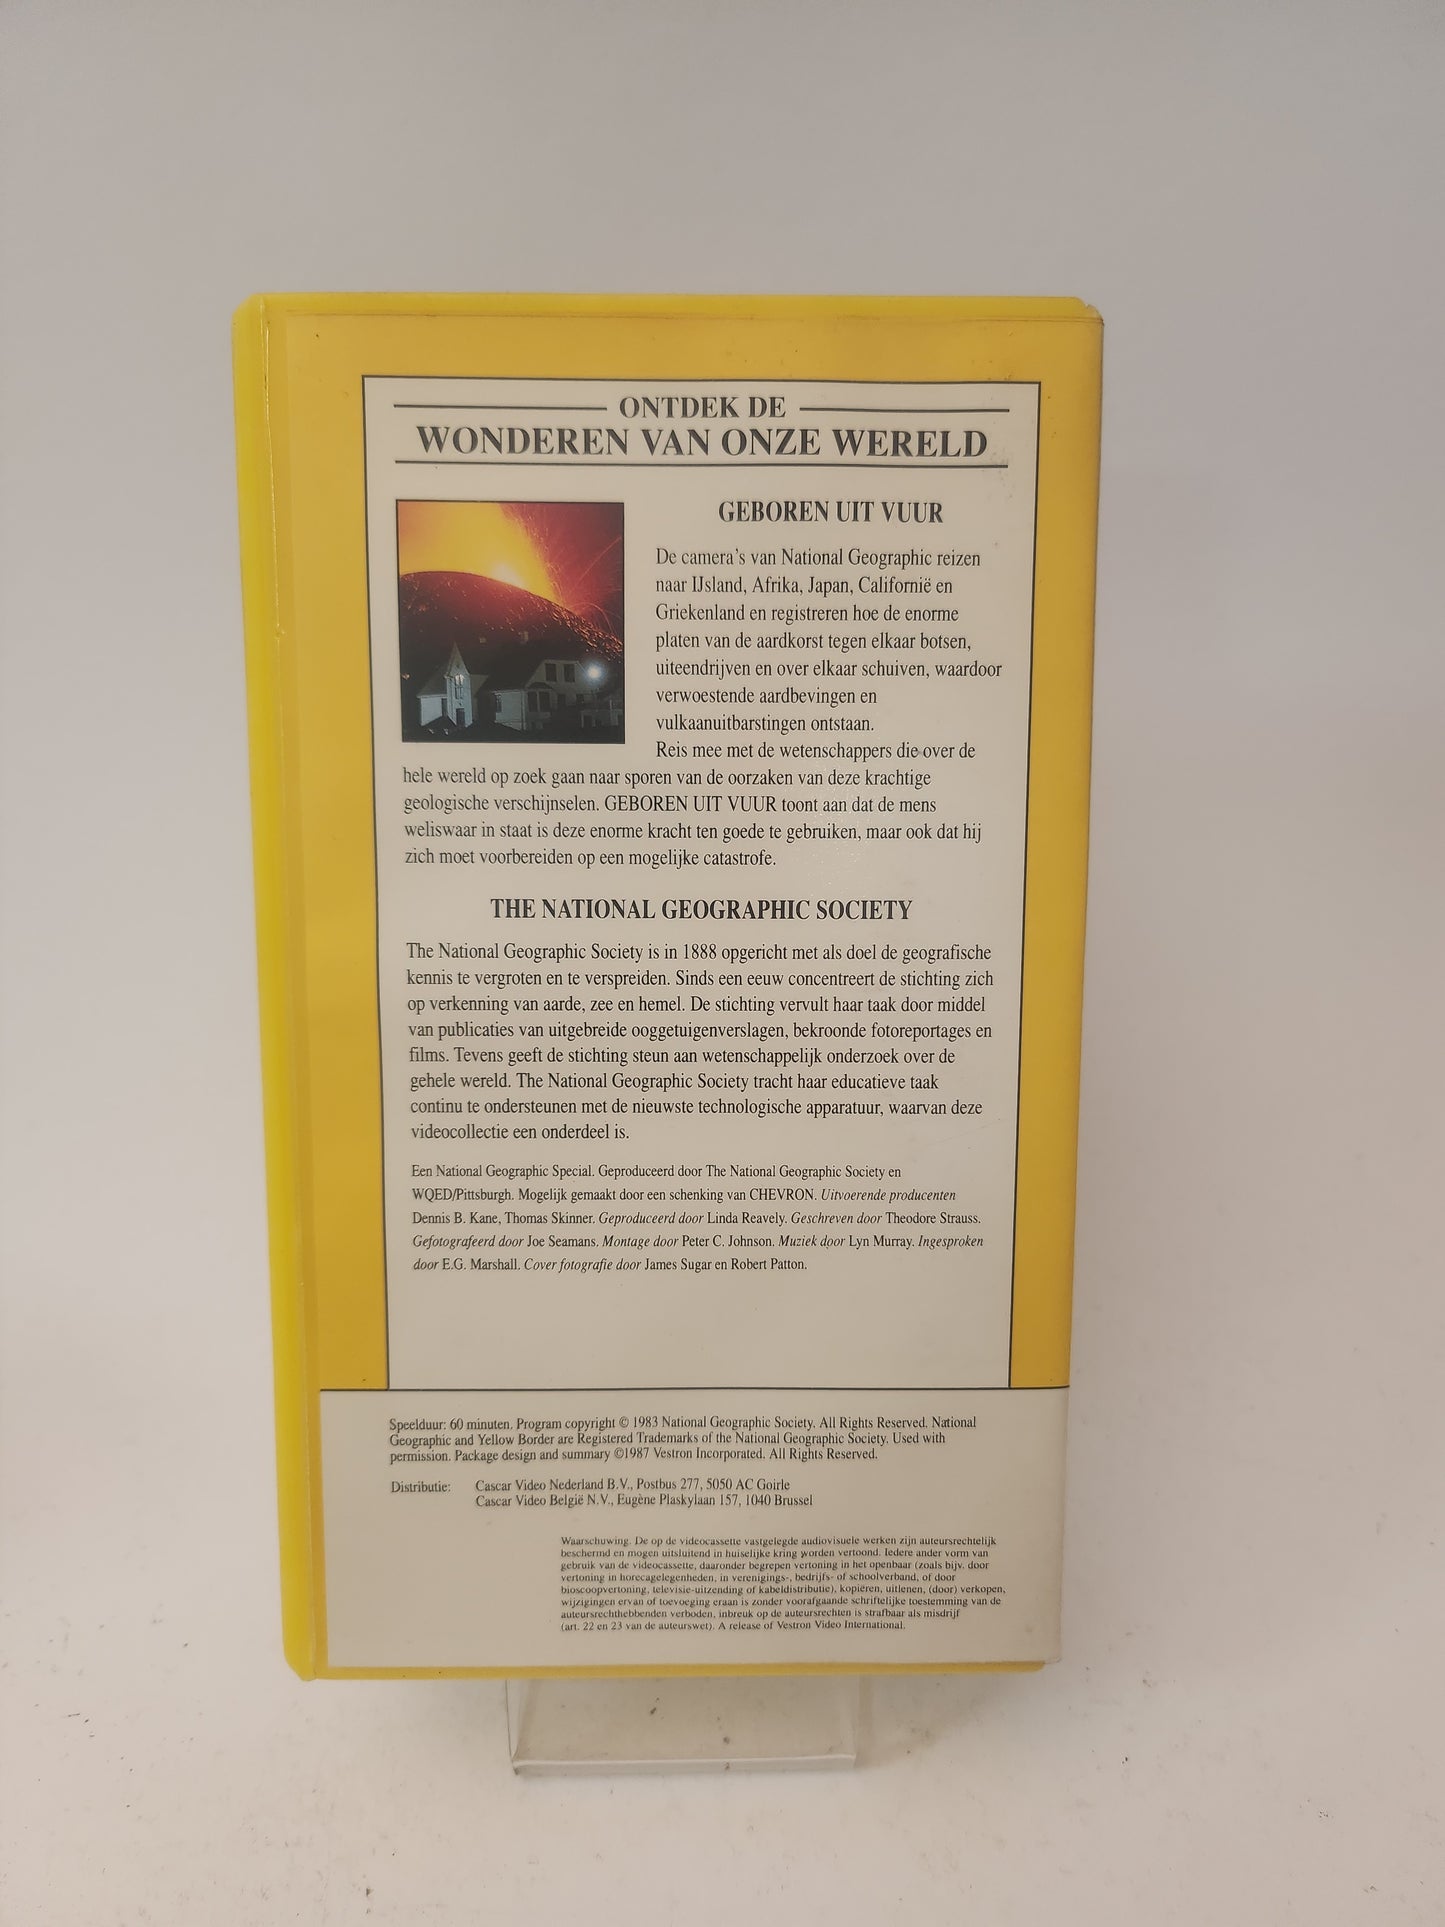 ONTDEK DE
WONDEREN VAN ONZE WERELD
GEBOREN UIT VUUR
De camera's van National Geographic reizen
naar IJsland, Afrika, Japan, Californië en
Griekenland en registreren hoe de enorme
platen van de aardkorst tegen elkaar botsen,
uiteendrijven en over elkaar schuiven, waardoor
verwoestende aardbevingen en
vulkaanuitbarstingen ontstaan.
Reis mee met de wetenschappers die over de
hele wereld op zoek gaan naar sporen van de oorzaken van deze krachtige
geologische verschijnselen. GEBOREN UIT VUUR toont aan dat de mens
weliswaar in staat is deze enorme kracht ten goede te gebruiken, maar ook dat hij
zich moet voorbereiden op een mogelijke catastrofe.
THE NATIONAL GEOGRAPHIC SOCIETY
The National Geographic Society is in 1888 opgericht met als doel de geografische
kennis te vergroten en te verspreiden. Sinds een eeuw concentreert de stichting zich
op verkenning van aarde, zee en hemel. De stichting vervult haar taak door middel
van publicaties van uitgebreide ooggetuigenverslagen, bekroonde fotoreportages en
films. Tevens geeft de stichting steun aan wetenschappelijk onderzoek over de
gehele wereld. The National Geographic Society tracht haar educatieve taak
continu te ondersteunen met de nieuwste technologische apparatuur, waarvan deze
videocollectie een onderdeel is.
Een National Geographic Special. Geproduceerd door The National Geographic Society en
WQED/Pittsburgh. Mogelijk gemaakt door een schenking van CHEVRON. Uitvoerende producenten
Dennis B. Kane, Thomas Skinner. Geproduceerd door Linda Reavely. Geschreven door Theodore Strauss.
Gefotografeerd door Joe Seamans. Montage door Peter C. Johnson. Muziek door Lyn Murray. Ingesproken
door E.G. Marshall. Cover fotografie door James Sugar en Robert Patton.
Speelduur: 60 minuten. Program copyright © 1983 National Geographic Society. All Rights Reserved. National
Geographic and Yellow Border are Registered Trademarks of the National Geographic Society. Used with
permission. Package design and summary ©1987 Vestron Incorporated. All Rights Reserved.
Distributie: Cascar Video Nederland B.V., Postbus 277, 5050 AC Goirle
Cascar Video België N.V., Eugène Plaskylaan 157, 1040 Brussel
Waarschuwing. De op de videocassette vastgelegde audiovisuele werken zijn auteursrechtelijk
beschermd en mogen uitsluitend in huiselijke kring worden vertoond. Iedere ander vorm van
gebruik van de videocassette, daaronder begrepen vertoning in het openbaar (zoals bijv. door
vertoning in horecagelegenheden, in verenigings-, bedrijfs- of schoolverband, of door
bioscoopvertoning, televisie-uitzending of kabeldistributie), kopiëren, uitlenen, (door) verkopen,
wijzigingen ervan of toevoeging eraan is zonder voorafgaande schriftelijke toestemming van de
auteursrechthebbenden verboden, inbreuk op de auteursrechten is strafbaar als misdrijf
(art. 22 en 23 van de auteurswet). A release of Vestron Video International.